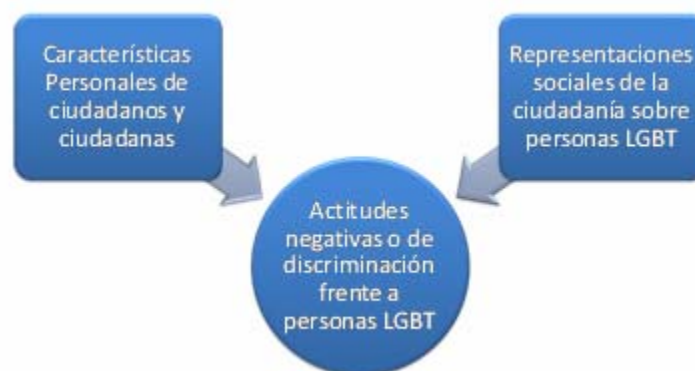 Característicás
Personales de
ciudadanos y
ciudadanas
Representaciones
sociales de la
ciudadanía sobre
personas LGBT
Actitudes
negativas o de
discriminación
frente a
personas LGBT